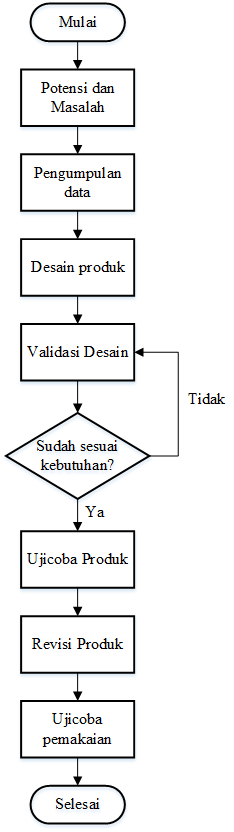 Mulai
Potensi dan
Masalah
Pengumpulan
data
Desain produk
Validasi Desain
Tidak
Sudah sesuai
kebutuhan?
Ya
Ujicoba Produk
Revisi Produk
Ujicoba
pemakaian
Selesai